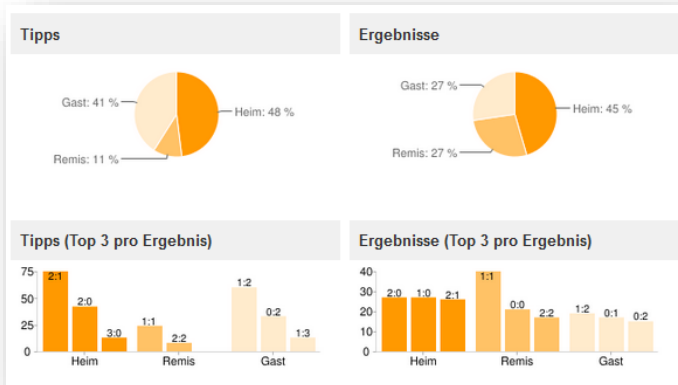 Tipps
Gast: 41 %
Heim: 48 %
Remis: 11 %
Ergebnisse
Gast: 27 %
Heim: 45 %
Remis: 27 %
Tipps (Top 3 pro Ergebnis)
75
50
25
0
2:1
2:0
3:0
1:1
2:2
1:2
0:2
1:3
Heim
Remis
Gast
Ergebnisse (Top 3 pro Ergebnis)
40
30
20
10
0
2:0
1:0
2:1
1:1
0:0
2:2
1:2
0:1
0:2
Heim
Remis
Gast